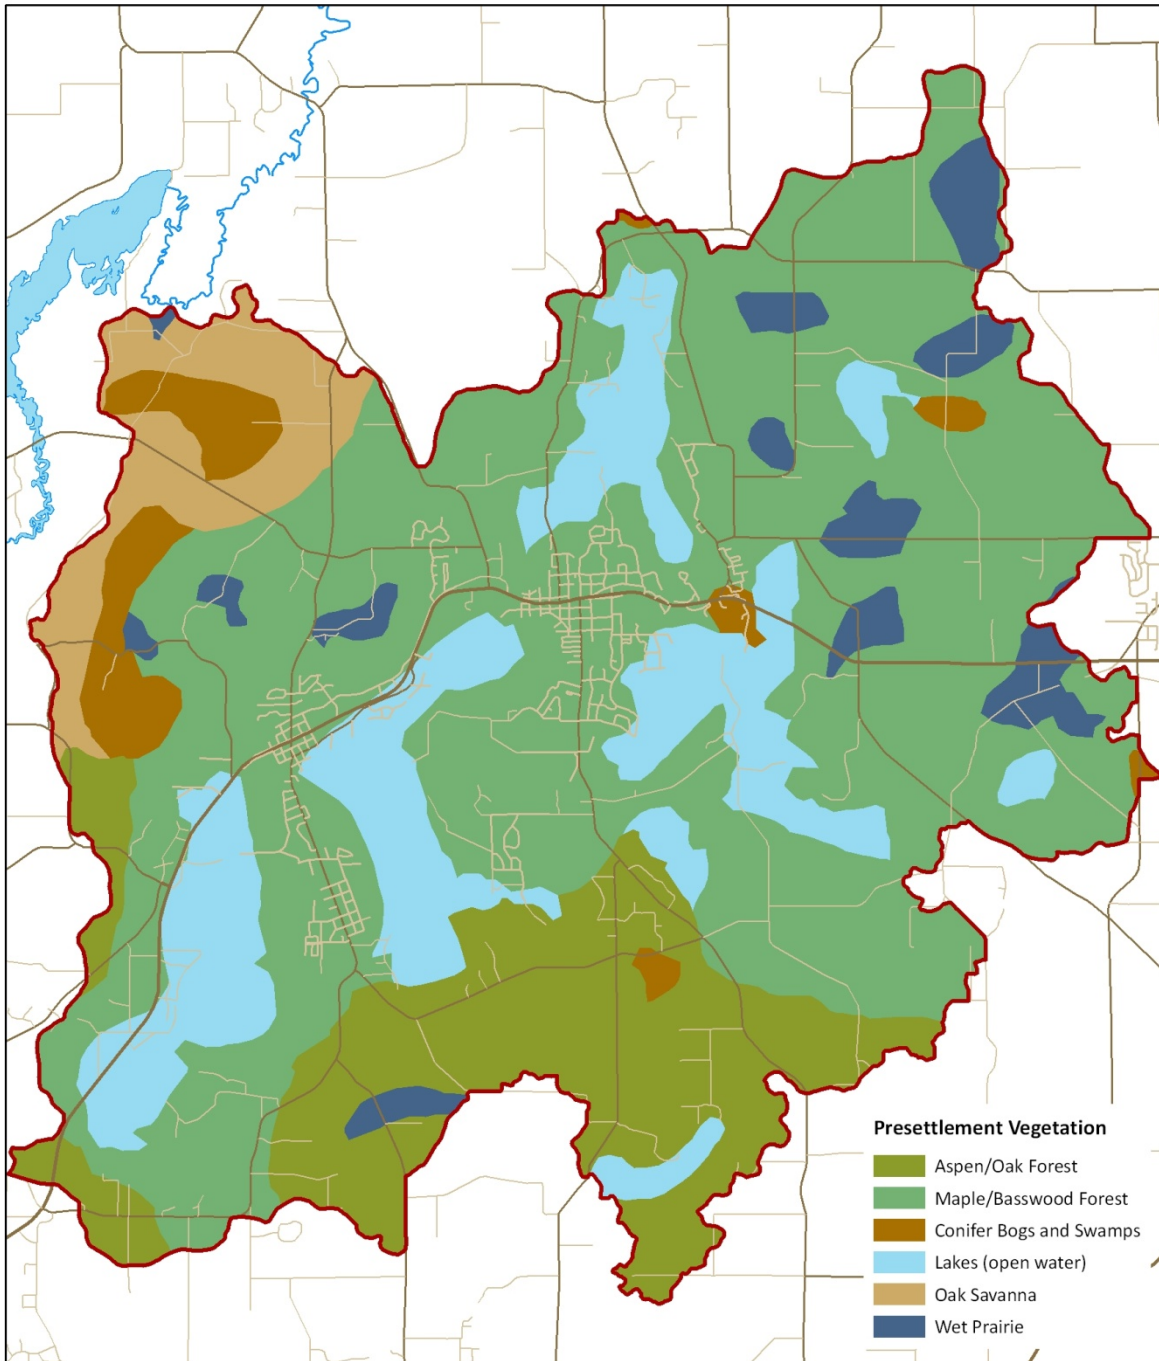 Presettlement Vegetation
Aspen/Oak Forest
Maple/Basswood Forest
Conifer Bogs and Swamps
Lakes (open water)
Oak Savanna
Wet Prairie